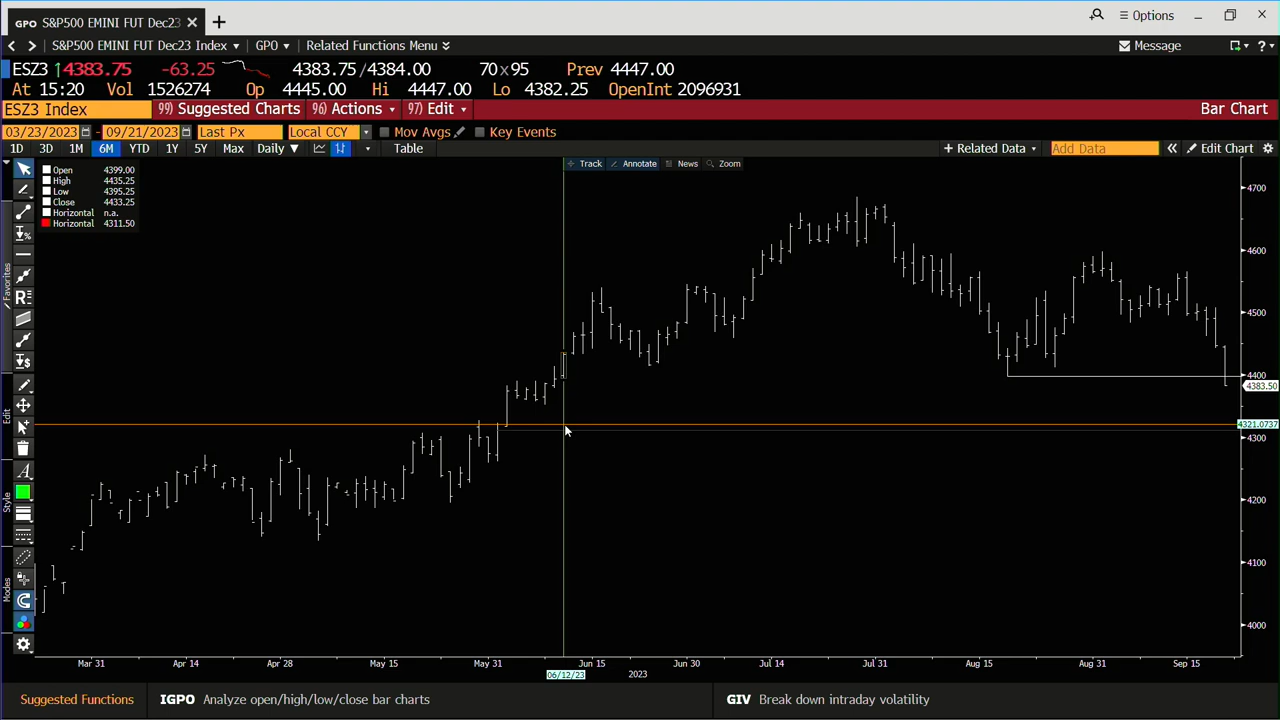 GPO S&P500 EMINI FUT Dec23
Options
S&P500 EMINI FUT Dec23 Index GPO Related Functions Menu Message
ESZ3 ↑4383.75 -63.25 4383.75/4384.00 70x95 Prev 4447.00
At 15:20 Vol 1526274 Op 4445.00 Hi 4447.00 Lo 4382.25 OpenInt 2096931
ESZ3 Index 99) Suggested Charts 96) Actions 97) Edit Bar Chart
03/23/2023 - 09/21/2023 Last Px Local CCY Mov Avgs Key Events
1D 3D 1M 6M YTD 1Y 5Y Max Daily ▼ Table + Related Data Add Data « Edit Chart
Track Annotate News Zoom
Open 4399.00
High 4435.25
Low 4395.25
Close 4433.25
Horizontal n.a.
Horizontal 4311.50
Favorites
Edit
Style
Modes
4700
4600
4500
4400
4383.50
4321.0737
4300
4200
4100
4000
Mar 31 Apr 14 Apr 28 May 15 May 31 Jun 15 Jun 30 Jul 14 Jul 31 Aug 15 Aug 31 Sep 15
06/12/23 2023
Suggested Functions IGPO Analyze open/high/low/close bar charts GIV Break down intraday volatility